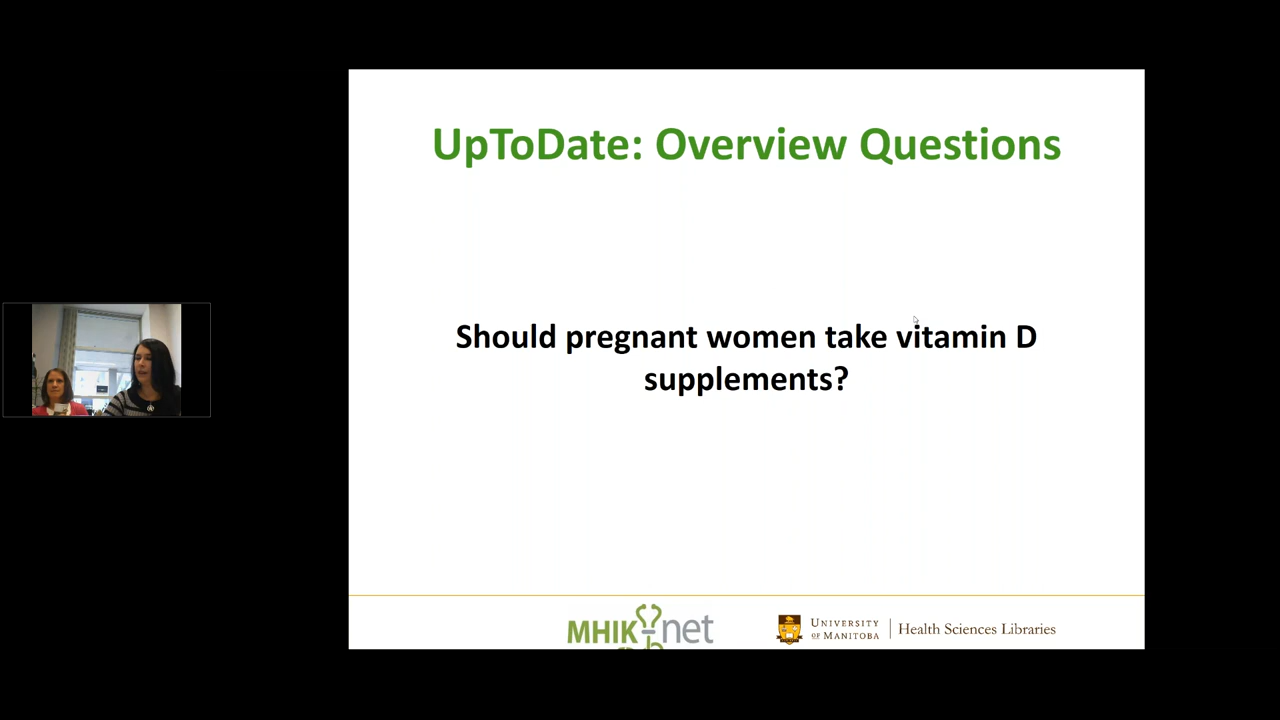 UpToDate: Overview Questions
Should pregnant women take vitamin D
supplements?
MHIK-net
UNIVERSITY
OF MANITOBA
Health Sciences Libraries